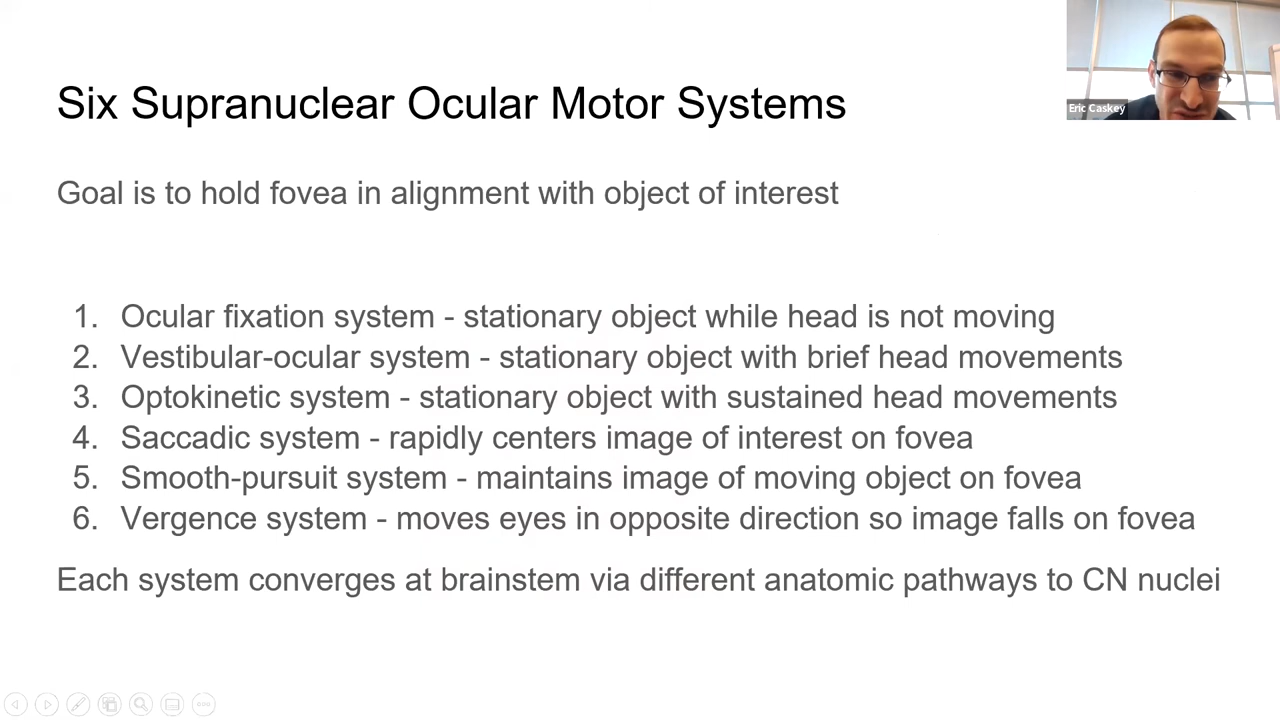 Six Supranuclear Ocular Motor Systems
Eric Caskey
Goal is to hold fovea in alignment with object of interest
1. Ocular fixation system - stationary object while head is not moving
2. Vestibular-ocular system - stationary object with brief head movements
3. Optokinetic system - stationary object with sustained head movements
4. Saccadic system - rapidly centers image of interest on fovea
5. Smooth-pursuit system - maintains image of moving object on fovea
6. Vergence system - moves eyes in opposite direction so image falls on fovea
Each system converges at brainstem via different anatomic pathways to CN nuclei